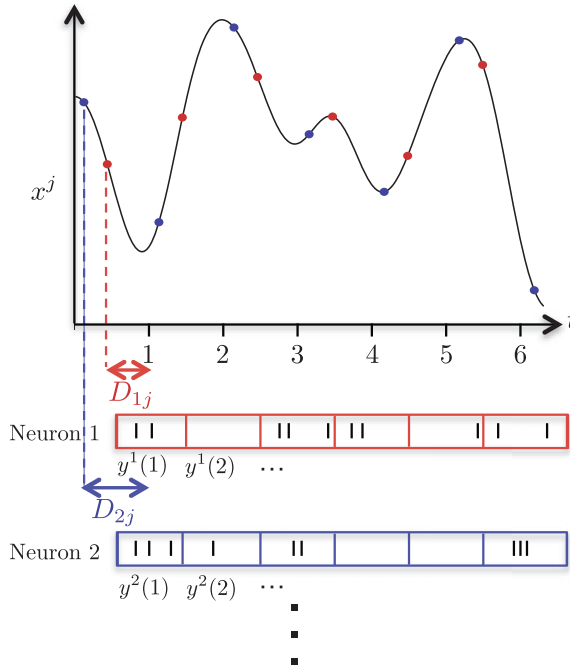 x^j
1 2 3 4 5 6
D_{1j}
Neuron 1
y^1(1) y^1(2) ...
D_{2j}
Neuron 2
y^2(1) y^2(2) ...